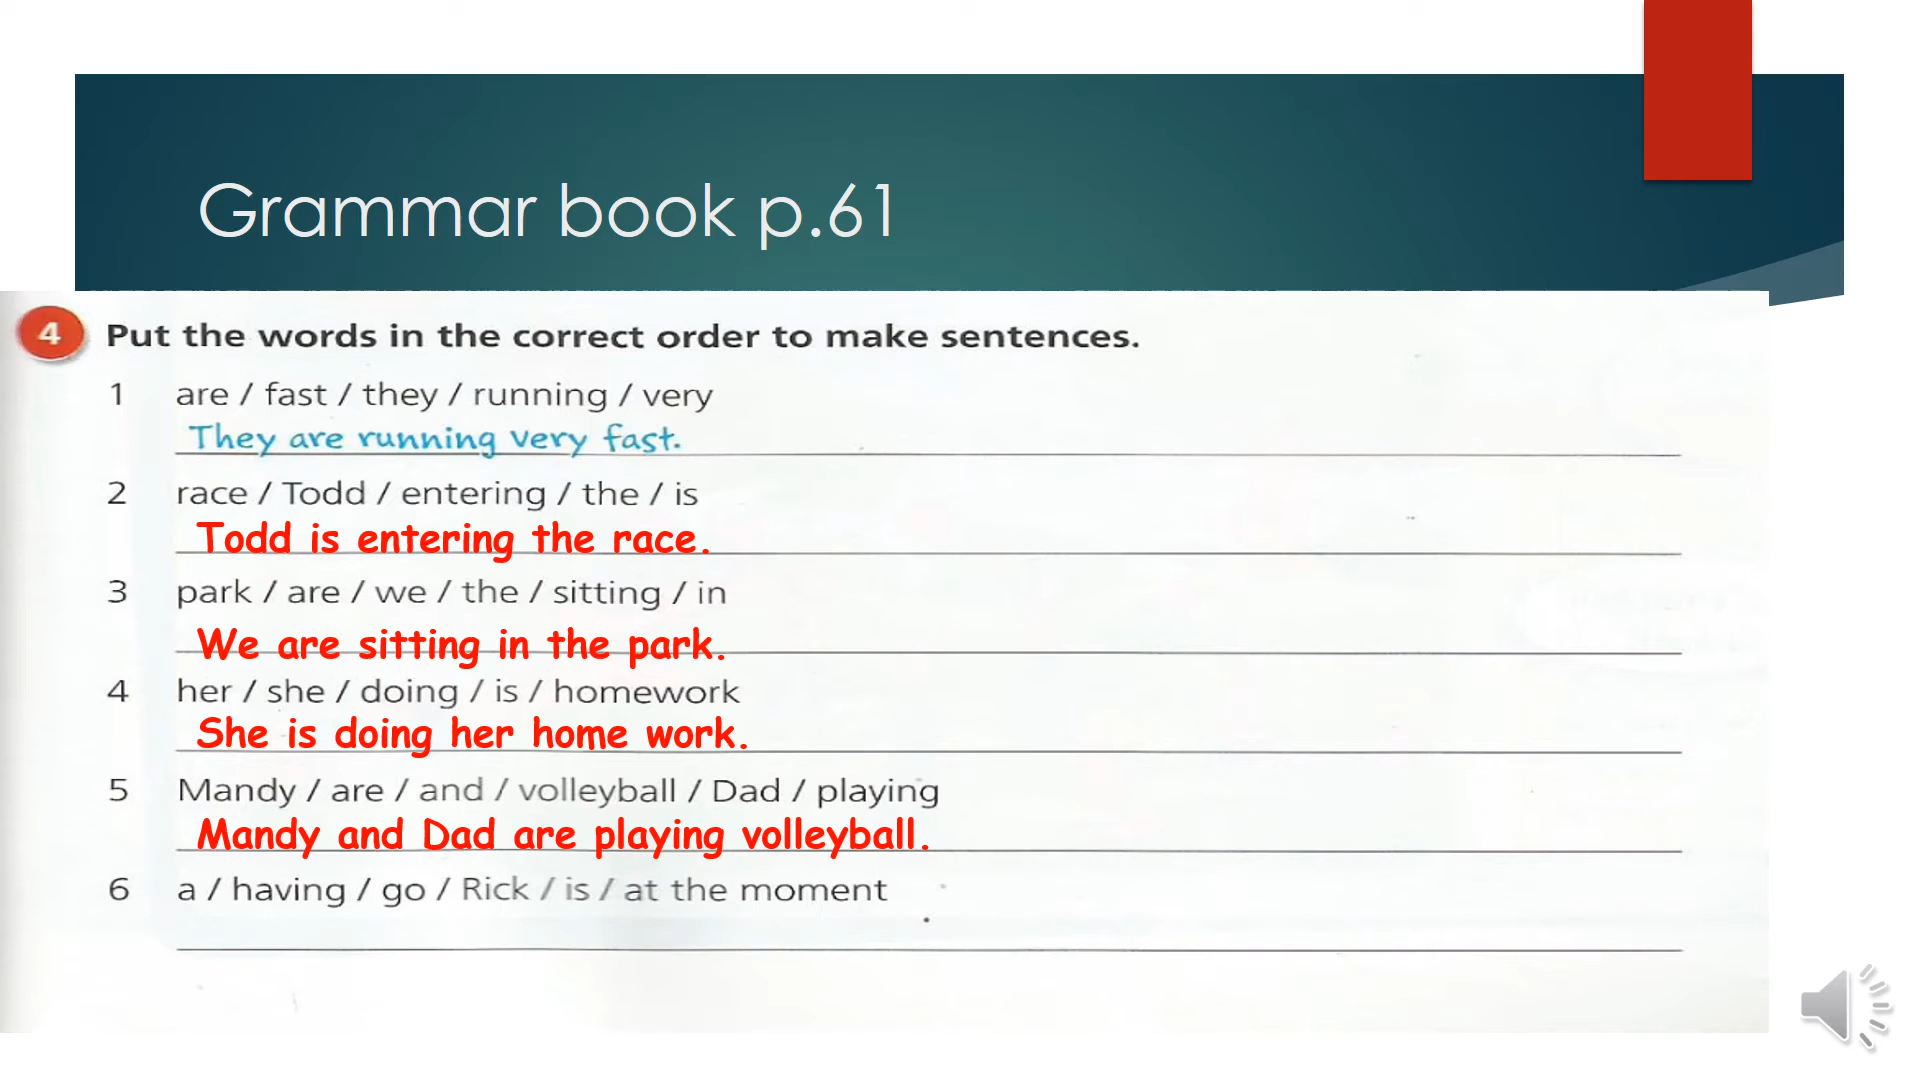 Grammar book p.61
4 Put the words in the correct order to make sentences.
1 are / fast / they / running / very
They are running very fast.
2 race / Todd / entering / the / is
Todd is entering the race.
3 park / are / we / the / sitting / in
We are sitting in the park.
4 her / she / doing / is / homework
She is doing her home work.
5 Mandy / are / and / volleyball / Dad / playing
Mandy and Dad are playing volleyball.
6 a / having / go / Rick / is / at the moment